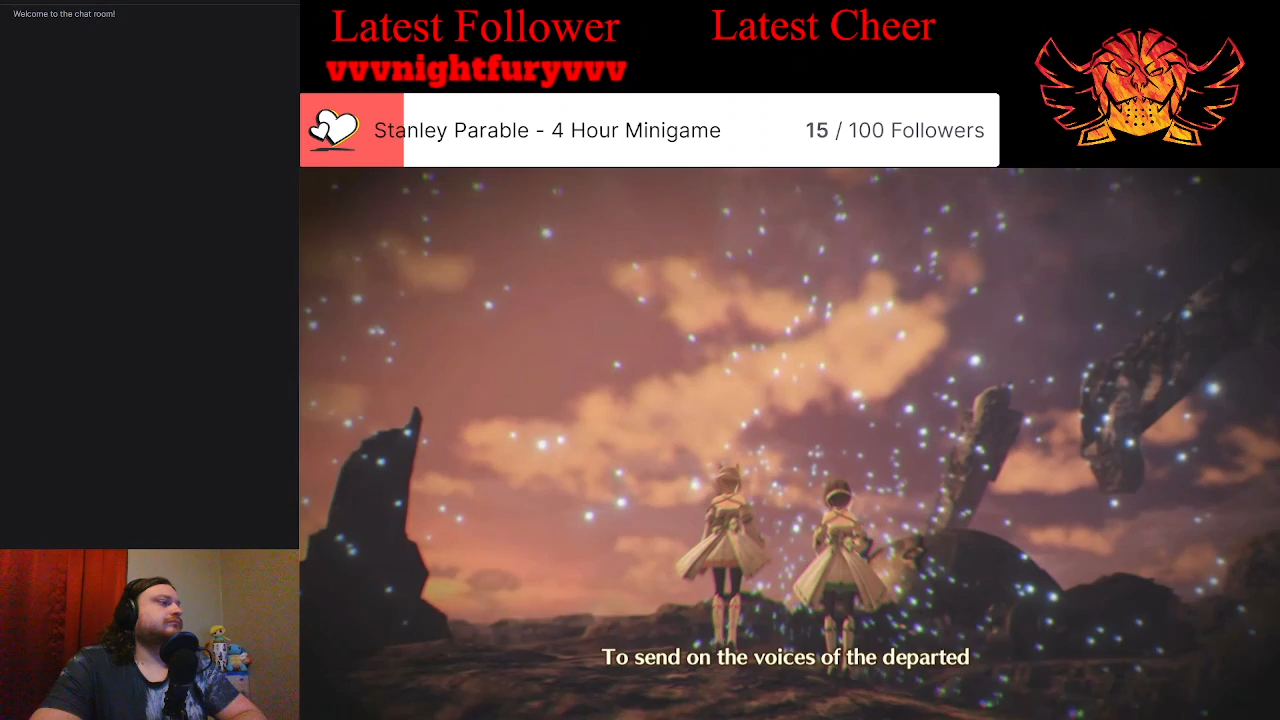 Welcome to the chat room!
Latest Follower
vvvnightfuryvvv
Latest Cheer
Stanley Parable - 4 Hour Minigame
15 / 100 Followers
To send on the voices of the departed